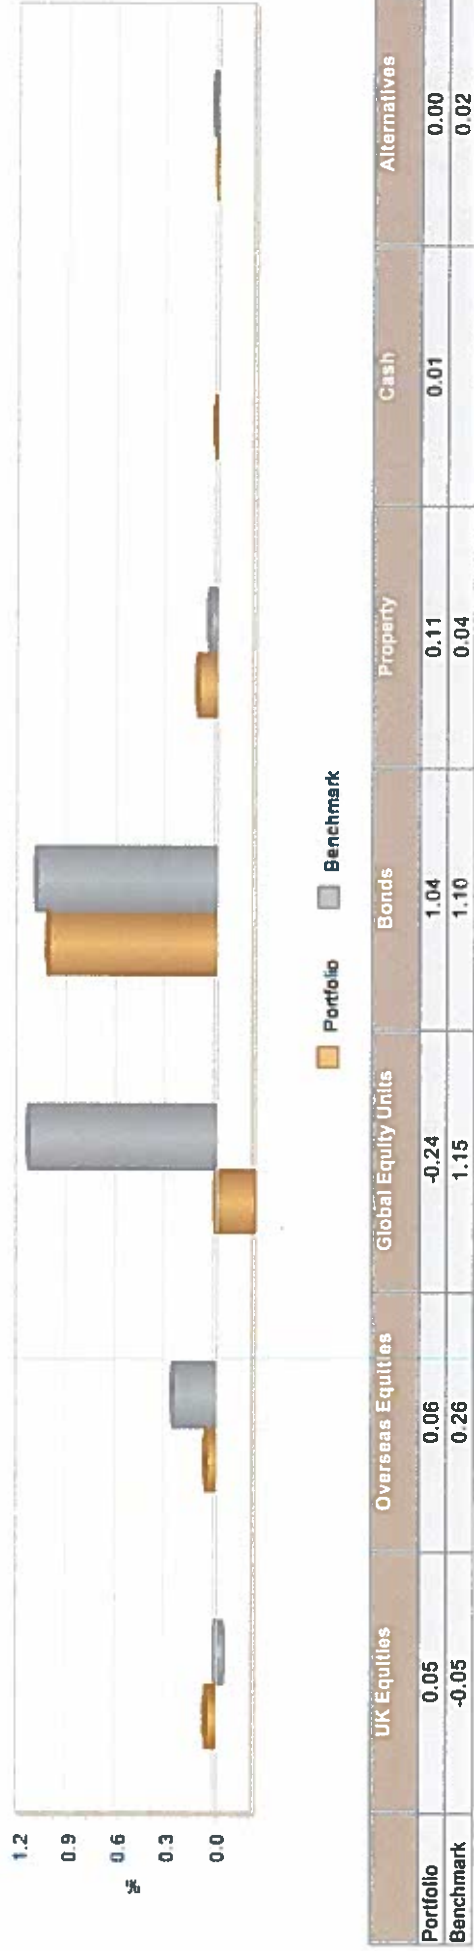 1.2
0.9
0.6
0.3
0.0
%
Portfolio Benchmark
UK Equities Overseas Equities Global Equity Units Bonds Property Cash Alternatives
Portfolio 0.05 0.06 -0.24 1.04 0.11 0.01 0.00
Benchmark -0.05 0.26 1.15 1.10 0.04 0.02